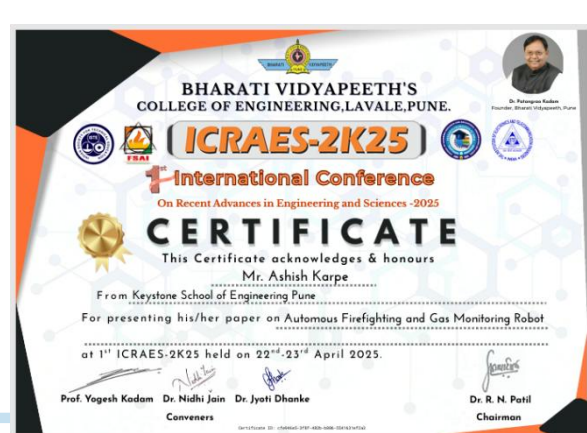 BHARATI VIDYAPEETH
BHARATI VIDYAPEETH'S
COLLEGE OF ENGINEERING,LAVALE,PUNE.
Dr. Patangrao Kadam
Founder, Bharati Vidyapeeth, Pune
ISTE
FSAI
ICRAES-2K25
1st International Conference
On Recent Advances in Engineering and Sciences -2025
CERTIFICATE
This Certificate acknowledges & honours
Mr. Ashish Karpe
From Keystone School of Engineering Pune
For presenting his/her paper on Automous Firefighting and Gas Monitoring Robot
at 1st ICRAES-2K25 held on 22nd-23rd April 2025.
Prof. Yogesh Kadam Dr. Nidhi Jain Dr. Jyoti Dhanke Dr. R. N. Patil
Conveners Chairman
Certificate ID: